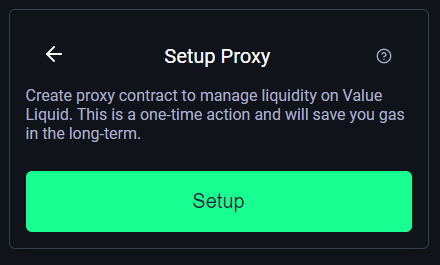 Setup Proxy
Create proxy contract to manage liquidity on Value
Liquid. This is a one-time action and will save you gas
in the long-term.
Setup